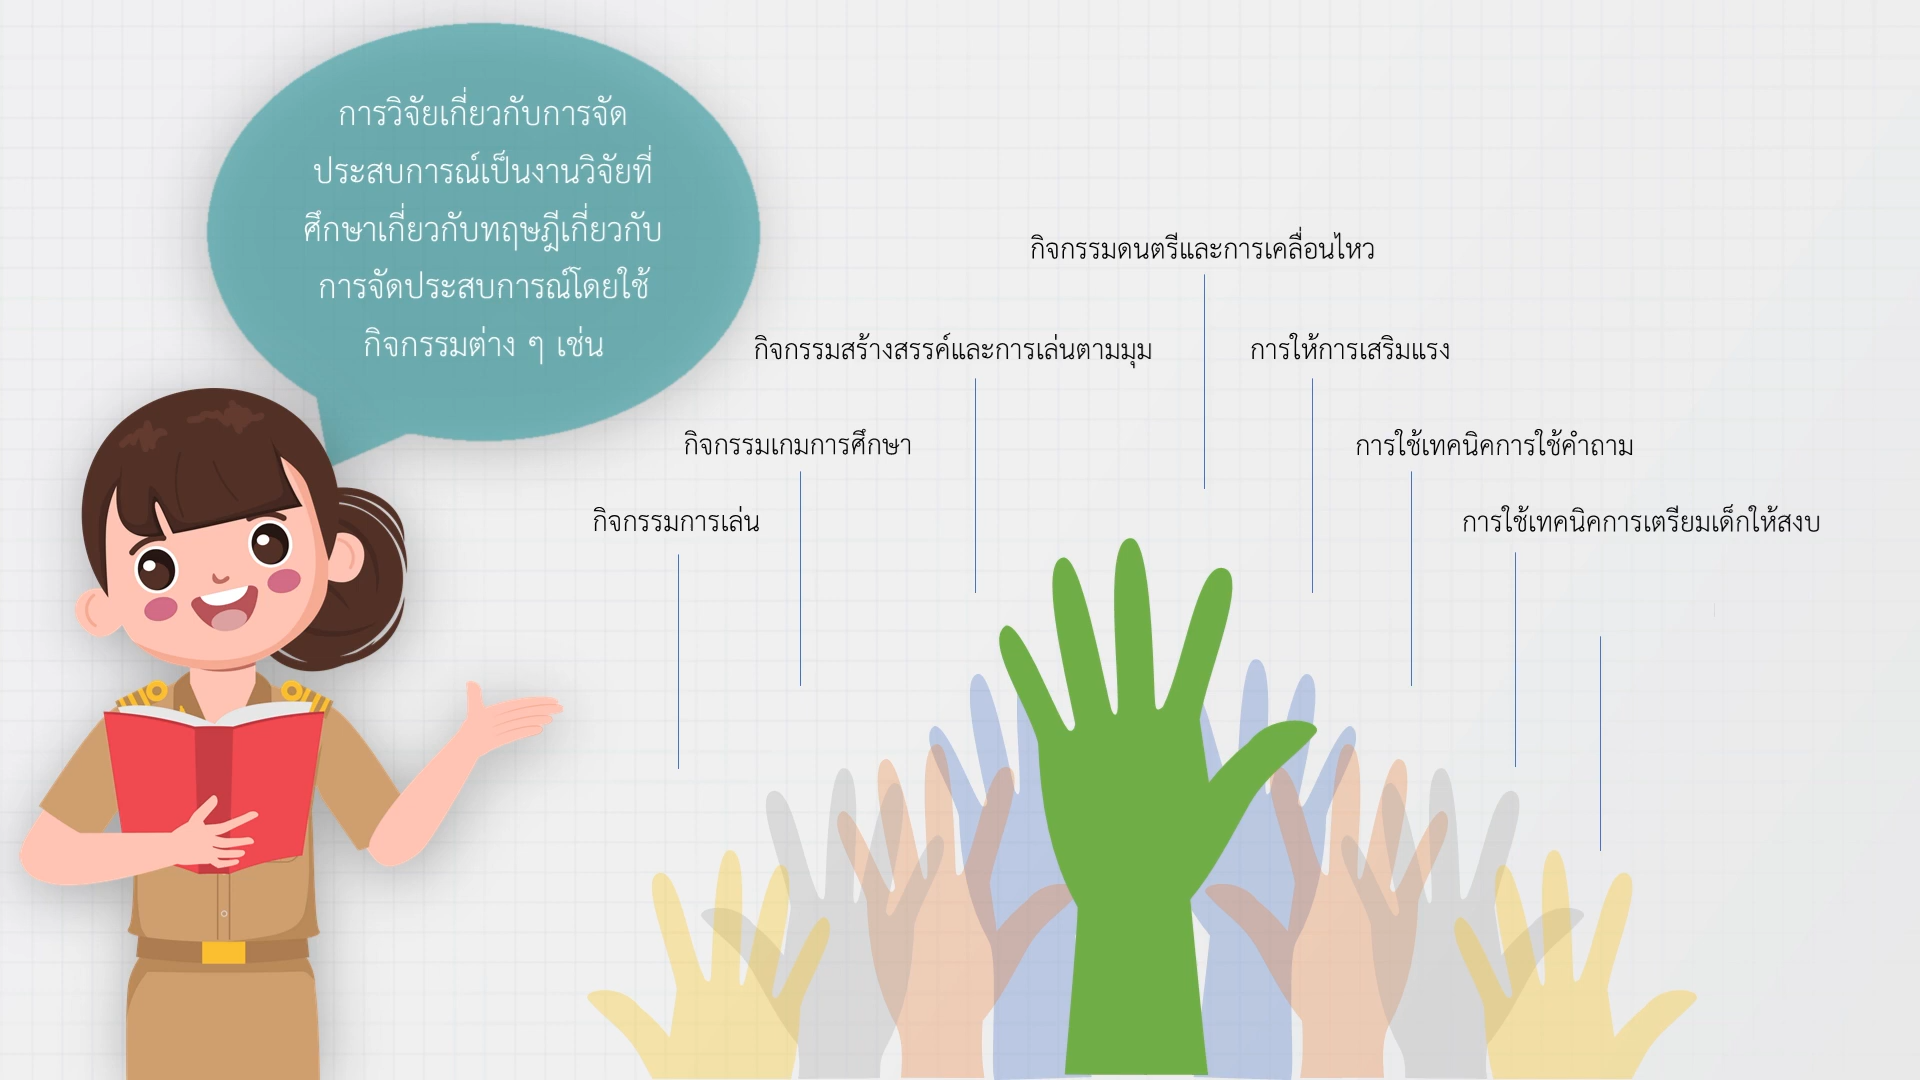 การวิจัยเกี่ยวกับการจัด
ประสบการณ์เป็นงานวิจัยที่
ศึกษาเกี่ยวกับทฤษฎีเกี่ยวกับ
การจัดประสบการณ์โดยใช้
กิจกรรมต่าง ๆ เช่น
กิจกรรมดนตรีและการเคลื่อนไหว
กิจกรรมสร้างสรรค์และการเล่นตามมุม
การให้การเสริมแรง
กิจกรรมเกมการศึกษา
การใช้เทคนิคการใช้คำถาม
กิจกรรมการเล่น
การใช้เทคนิคการเตรียมเด็กให้สงบ